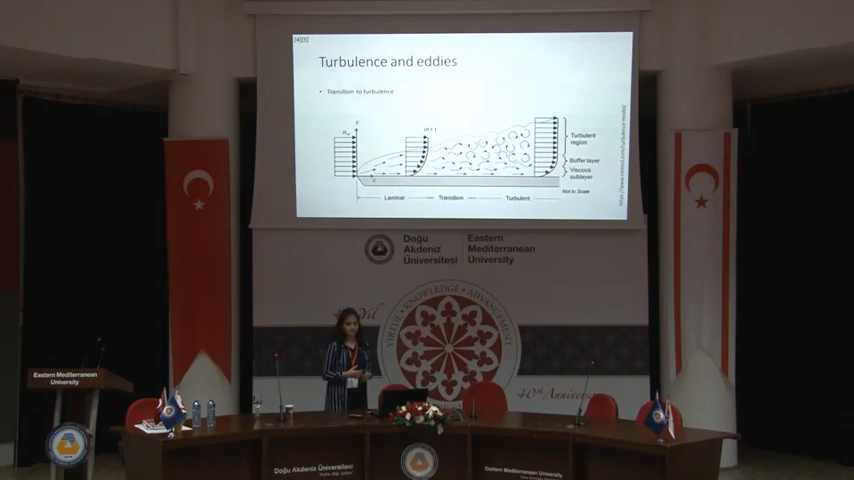 [4][5]
Turbulence and eddies
• Transition to turbulence
y
x
Turbulent
region
Buffer layer
Viscous
sublayer
Not to Scale
Laminar
Transition
Turbulent
Doğu
Akdeniz
Üniversitesi
Eastern
Mediterranean
University
VIRTUE • KNOWLEDGE • ADVANCEMENT
40th Anniversary
Eastern Mediterranean
University
Doğu Akdeniz Üniversitesi
Eastern Mediterranean University